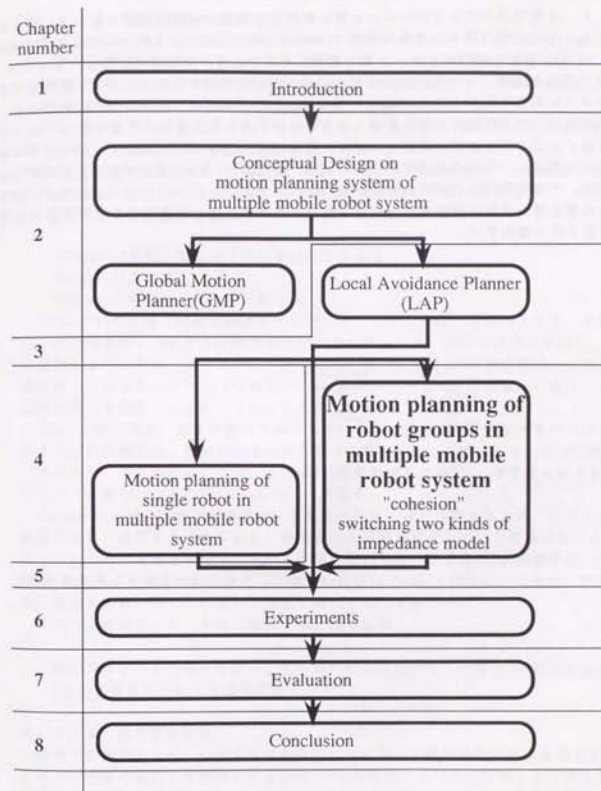 Chapter
number
1
Introduction
Conceptual Design on
motion planning system of
multiple mobile robot system
2
Global Motion
Planner(GMP)
Local Avoidance Planner
(LAP)
3
4
Motion planning of
single robot in
multiple mobile robot
system
Motion planning of
robot groups in
multiple mobile
robot system
"cohesion"
switching two kinds of
impedance model
5
6
Experiments
7
Evaluation
8
Conclusion